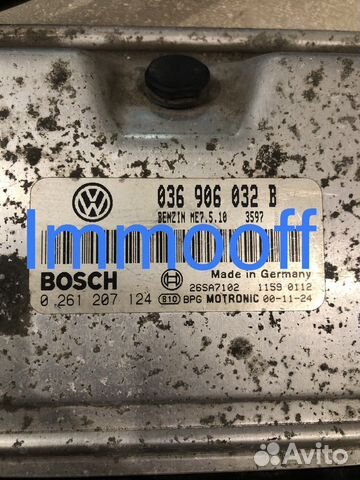 036 906 032 B
BENZIN ME7.5.10 3597
Immooff
BOSCH
Made in Germany
26SA7102 1159 0112
0 261 207 124 S10 BPG MOTRONIC 00-11-24
Avito